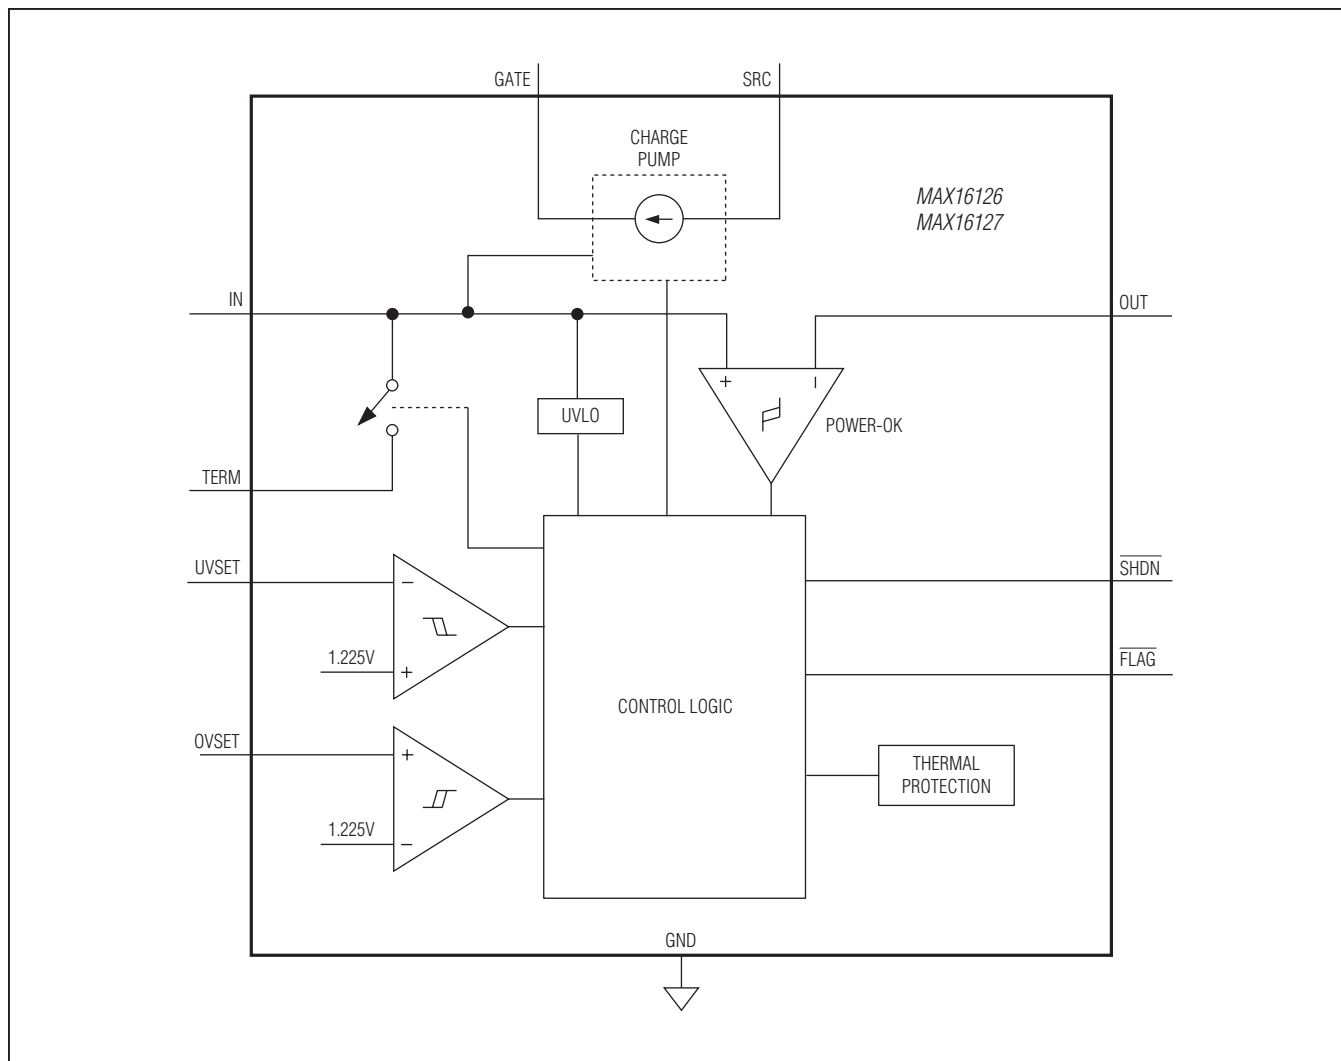 GATE
SRC
CHARGE
PUMP
MAX16126
MAX16127
IN
OUT
+
−
UVLO
POWER-OK
TERM
UVSET
−
1.225V
+
SHDN
FLAG
CONTROL LOGIC
OVSET
+
1.225V
−
THERMAL
PROTECTION
GND